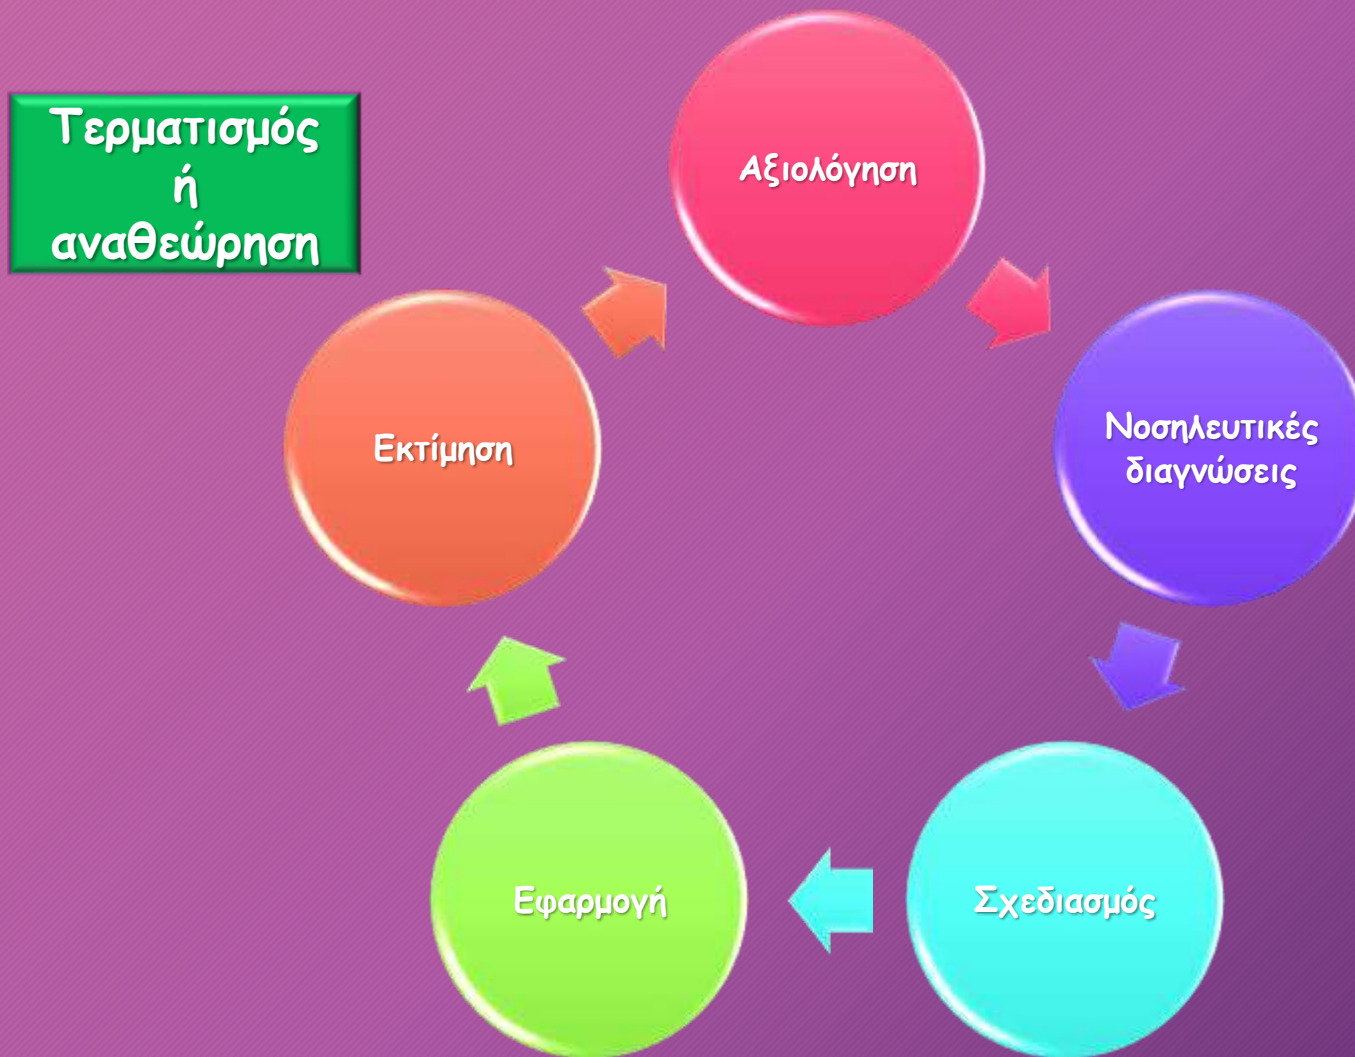 Τερματισμός
ή
αναθεώρηση
Αξιολόγηση
Νοσηλευτικές
διαγνώσεις
Σχεδιασμός
Εφαρμογή
Εκτίμηση